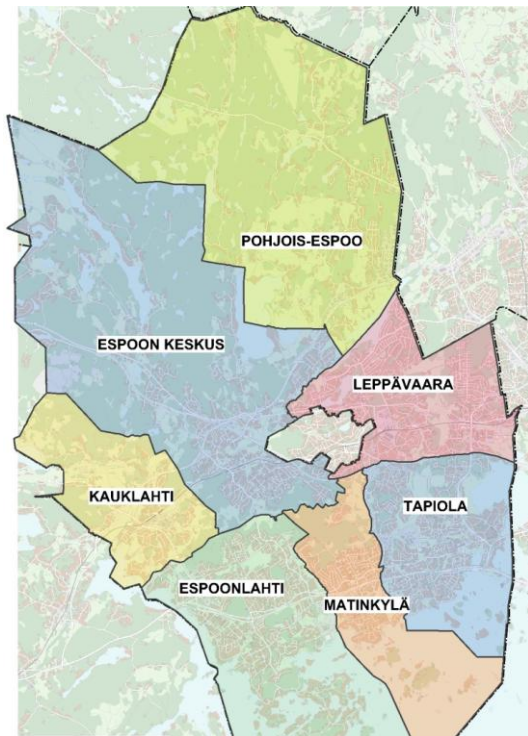 POHJOIS-ESPOO
ESPOON KESKUS
LEPPÄVAARA
KAUKLAHTI
TAPIOLA
ESPOONLAHTI
MATINKYLÄ